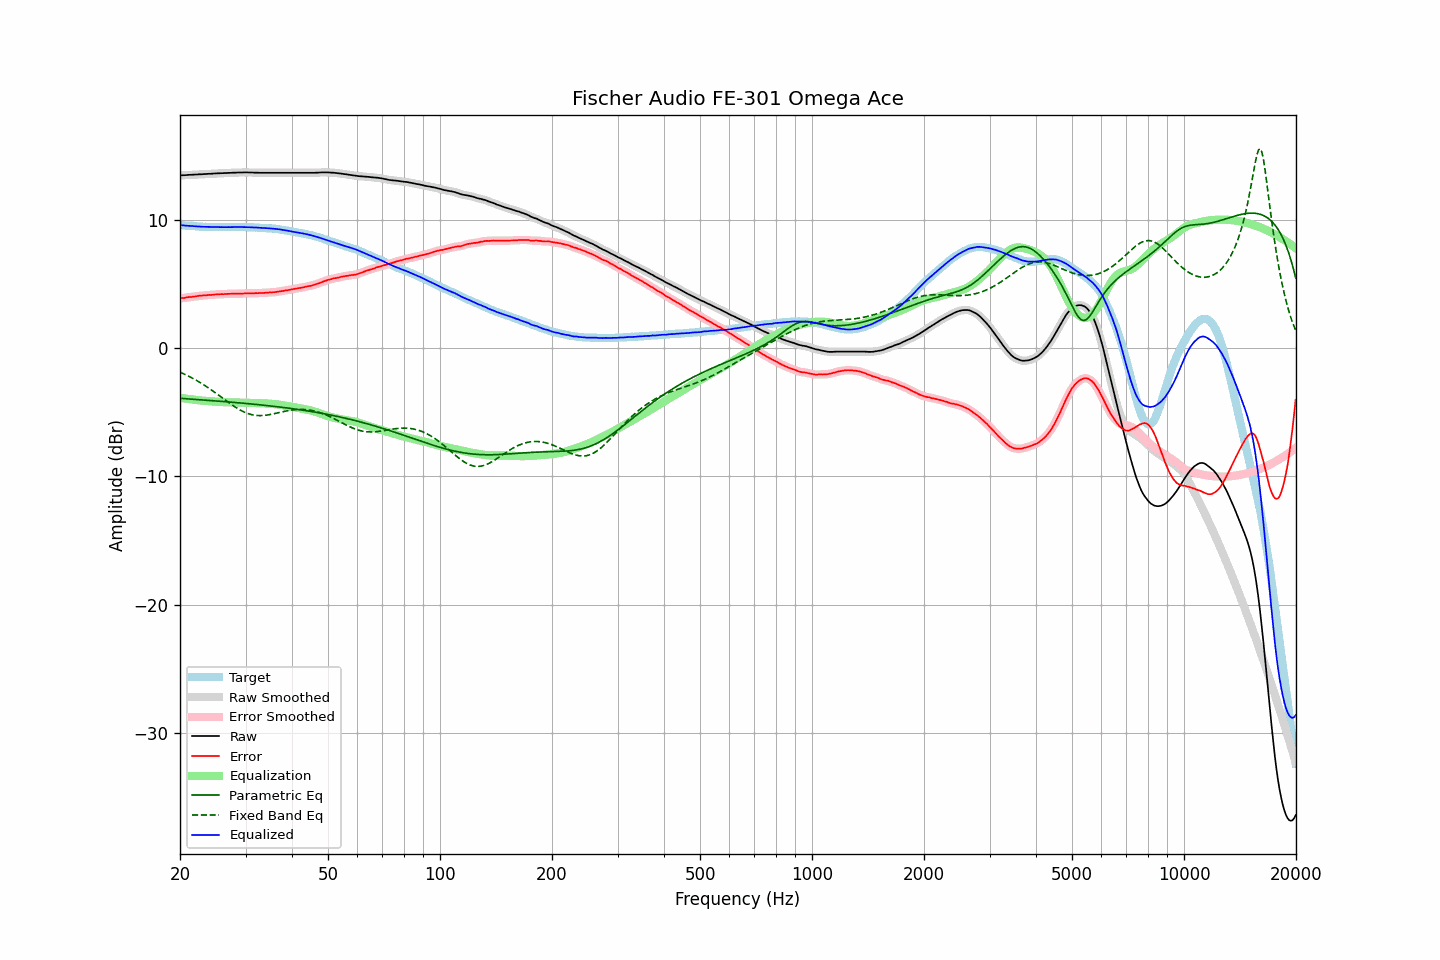 Fischer Audio FE-301 Omega Ace
Amplitude (dBr)
10
0
−10
−20
−30
Target
Raw Smoothed
Error Smoothed
Raw
Error
Equalization
Parametric Eq
Fixed Band Eq
Equalized
20 50 100 200 500 1000 2000 5000 10000 20000
Frequency (Hz)